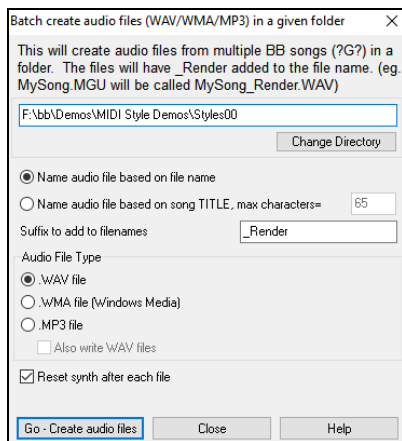 Batch create audio files (WAV/WMA/MP3) in a given folder
This will create audio files from multiple BB songs (?G?) in a
folder. The files will have _Render added to the file name. (eg.
MySong.MGU will be called MySong_Render.WAV)
F:\bb\Demos\MIDI Style Demos\Styles00
Change Directory
Name audio file based on file name
Name audio file based on song TITLE, max characters= 65
Suffix to add to filenames _Render
Audio File Type
.WAV file
.WMA file (Windows Media)
.MP3 file
Also write WAV files
Reset synth after each file
Go - Create audio files Close Help